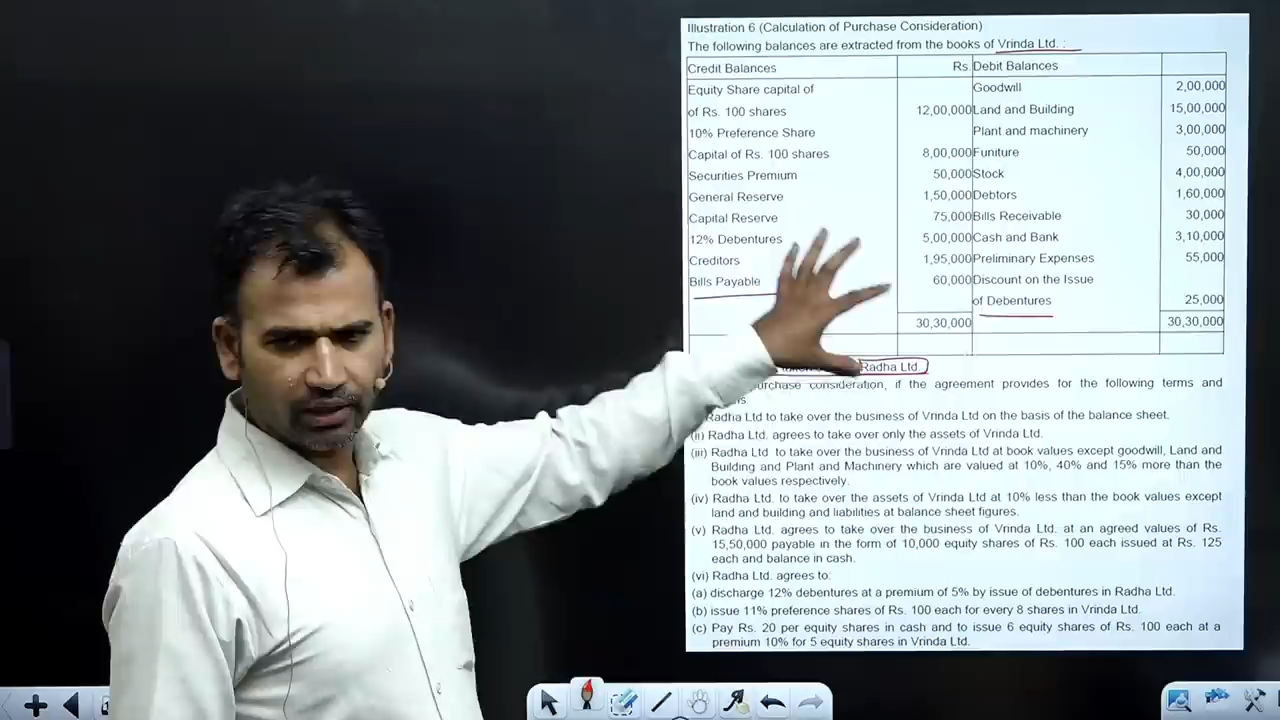 Illustration 6 (Calculation of Purchase Consideration)
The following balances are extracted from the books of Vrinda Ltd. :
Credit Balances Rs. Debit Balances
Equity Share capital of Goodwill 2,00,000
of Rs. 100 shares 12,00,000 Land and Building 15,00,000
10% Preference Share Plant and machinery 3,00,000
Capital of Rs. 100 shares 8,00,000 Funiture 50,000
Securities Premium 50,000 Stock 4,00,000
General Reserve 1,50,000 Debtors 1,60,000
Capital Reserve 75,000 Bills Receivable 30,000
12% Debentures 5,00,000 Cash and Bank 3,10,000
Creditors 1,95,000 Preliminary Expenses 55,000
Bills Payable 60,000 Discount on the Issue
of Debentures 25,000
30,30,000 30,30,000
Radha Ltd.
consideration, if the agreement provides for the following terms and
Radha Ltd to take over the business of Vrinda Ltd on the basis of the balance sheet.
(ii) Radha Ltd. agrees to take over only the assets of Vrinda Ltd.
(iii) Radha Ltd to take over the business of Vrinda Ltd at book values except goodwill, Land and
Building and Plant and Machinery which are valued at 10%, 40% and 15% more than the
book values respectively.
(iv) Radha Ltd. to take over the assets of Vrinda Ltd at 10% less than the book values except
land and building and liabilities at balance sheet figures.
(v) Radha Ltd. agrees to take over the business of Vrinda Ltd. at an agreed values of Rs.
15,50,000 payable in the form of 10,000 equity shares of Rs. 100 each issued at Rs. 125
each and balance in cash.
(vi) Radha Ltd. agrees to:
(a) discharge 12% debentures at a premium of 5% by issue of debentures in Radha Ltd.
(b) issue 11% preference shares of Rs. 100 each for every 8 shares in Vrinda Ltd.
(c) Pay Rs. 20 per equity shares in cash and to issue 6 equity shares of Rs. 100 each at a
premium 10% for 5 equity shares in Vrinda Ltd.